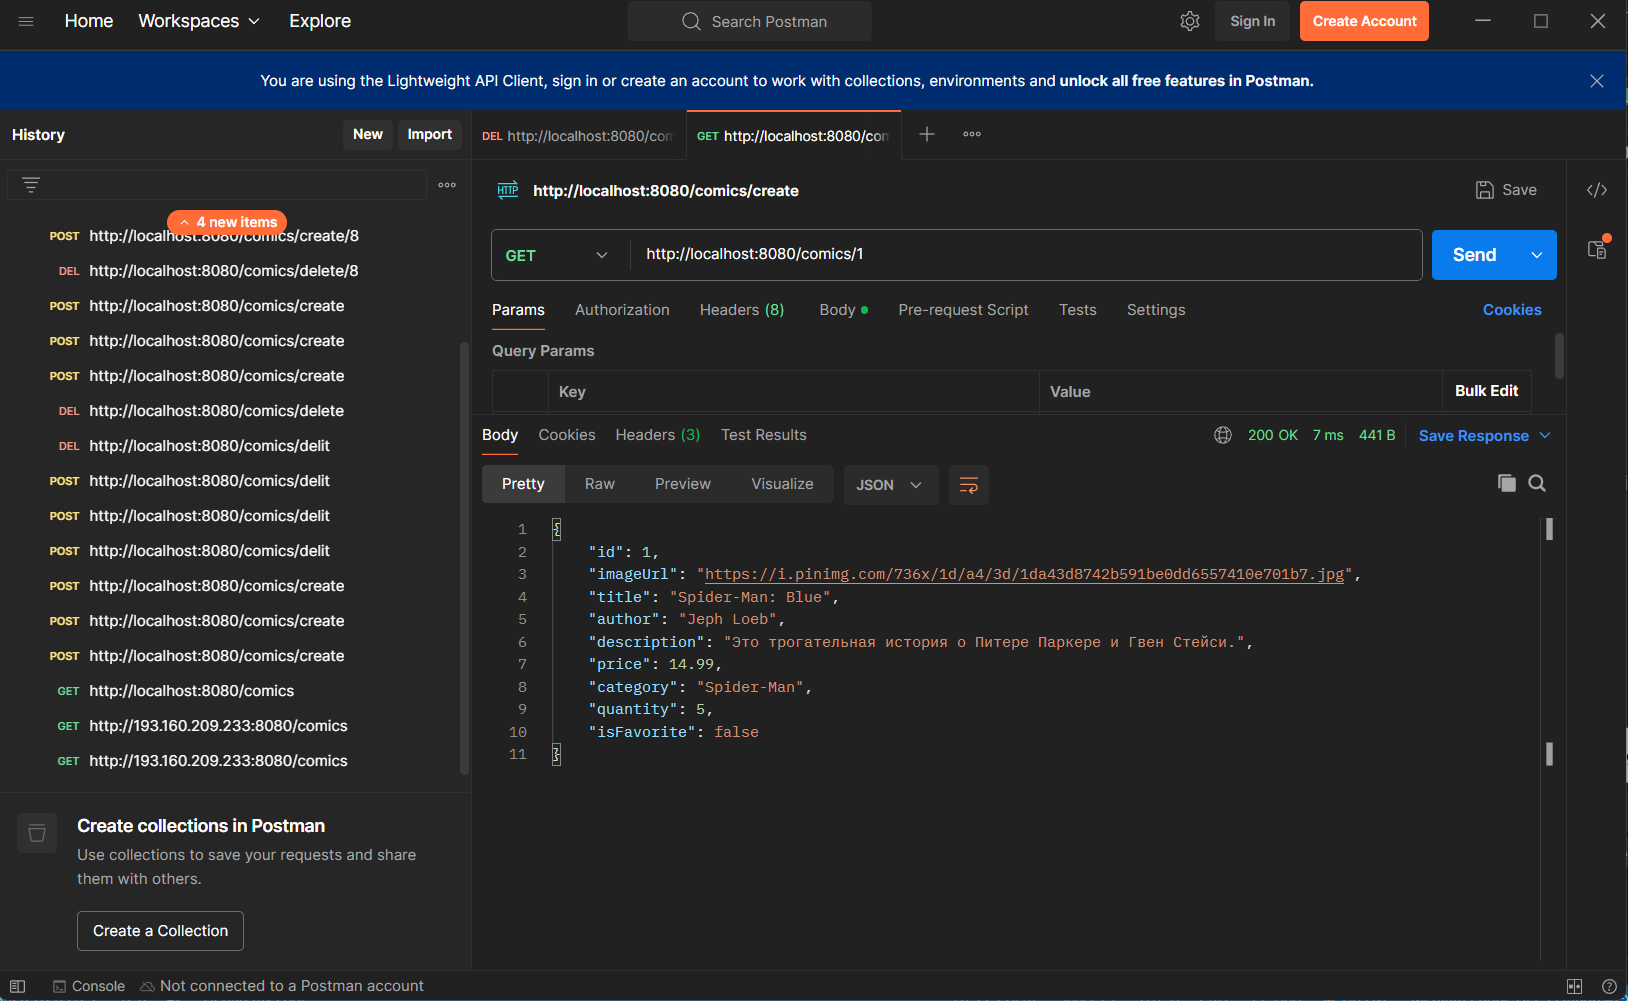 Home Workspaces Explore Search Postman Sign In Create Account
You are using the Lightweight API Client, sign in or create an account to work with collections, environments and unlock all free features in Postman.
History New Import
4 new items
POST http://localhost:8080/comics/create/8
DEL http://localhost:8080/comics/delete/8
POST http://localhost:8080/comics/create
POST http://localhost:8080/comics/create
POST http://localhost:8080/comics/create
DEL http://localhost:8080/comics/delete
DEL http://localhost:8080/comics/delit
POST http://localhost:8080/comics/delit
POST http://localhost:8080/comics/delit
POST http://localhost:8080/comics/delit
POST http://localhost:8080/comics/create
POST http://localhost:8080/comics/create
POST http://localhost:8080/comics/create
GET http://localhost:8080/comics
GET http://193.160.209.233:8080/comics
GET http://193.160.209.233:8080/comics
Create collections in Postman
Use collections to save your requests and share
them with others.
Create a Collection
DEL http://localhost:8080/com GET http://localhost:8080/con
HTTP http://localhost:8080/comics/create Save
GET http://localhost:8080/comics/1 Send
Params Authorization Headers (8) Body Pre-request Script Tests Settings Cookies
Query Params
Key Value Bulk Edit
Body Cookies Headers (3) Test Results 200 OK 7 ms 441 B Save Response
Pretty Raw Preview Visualize JSON
1 {
2 "id": 1,
3 "imageUrl": "https://i.pinimg.com/736x/1d/a4/3d/1da43d8742b591be0dd6557410e701b7.jpg",
4 "title": "Spider-Man: Blue",
5 "author": "Jeph Loeb",
6 "description": "Это трогательная история о Питере Паркере и Гвен Стейси.",
7 "price": 14.99,
8 "category": "Spider-Man",
9 "quantity": 5,
10 "isFavorite": false
11 }
Console Not connected to a Postman account